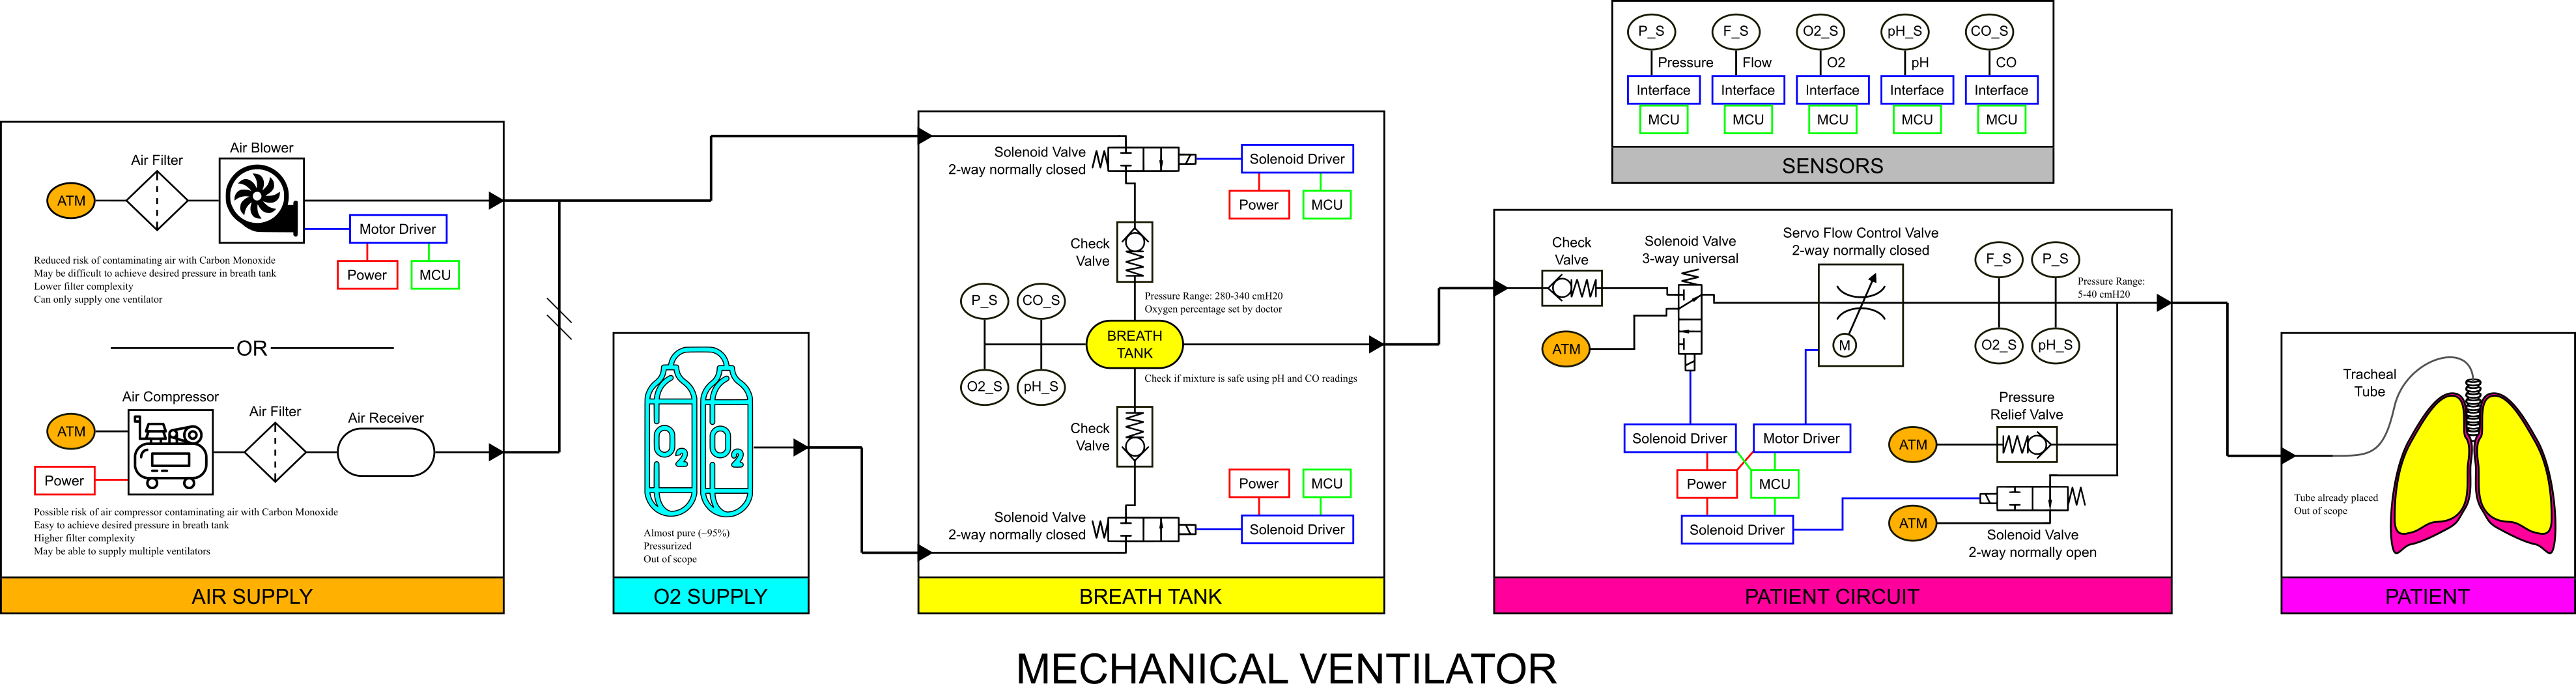 P_S
F_S
O2_S
pH_S
CO_S
Pressure
Flow
O2
pH
CO
Interface
Interface
Interface
Interface
Interface
MCU
MCU
MCU
MCU
MCU
SENSORS
Air Filter
Air Blower
ATM
Motor Driver
Power
MCU
Reduced risk of contaminating air with Carbon Monoxide
May be difficult to achieve desired pressure in breath tank
Lower filter complexity
Can only supply one ventilator
OR
Air Compressor
Air Filter
Air Receiver
ATM
Power
Possible risk of air compressor contaminating air with Carbon Monoxide
Easy to achieve desired pressure in breath tank
Higher filter complexity
May be able to supply multiple ventilators
AIR SUPPLY
O2
O2
Almost pure (~95%)
Pressurized
Out of scope
O2 SUPPLY
Solenoid Valve
2-way normally closed
Solenoid Driver
Power
MCU
Check
Valve
P_S
CO_S
Pressure Range: 280-340 cmH20
Oxygen percentage set by doctor
BREATH
TANK
O2_S
pH_S
Check if mixture is safe using pH and CO readings
Check
Valve
Power
MCU
Solenoid Valve
2-way normally closed
Solenoid Driver
BREATH TANK
Check
Valve
Solenoid Valve
3-way universal
Servo Flow Control Valve
2-way normally closed
F_S
P_S
Pressure Range:
5-40 cmH20
ATM
M
O2_S
pH_S
Pressure
Relief Valve
Solenoid Driver
Motor Driver
ATM
Power
MCU
Solenoid Driver
ATM
Solenoid Valve
2-way normally open
PATIENT CIRCUIT
Tracheal
Tube
Tube already placed
Out of scope
PATIENT
MECHANICAL VENTILATOR